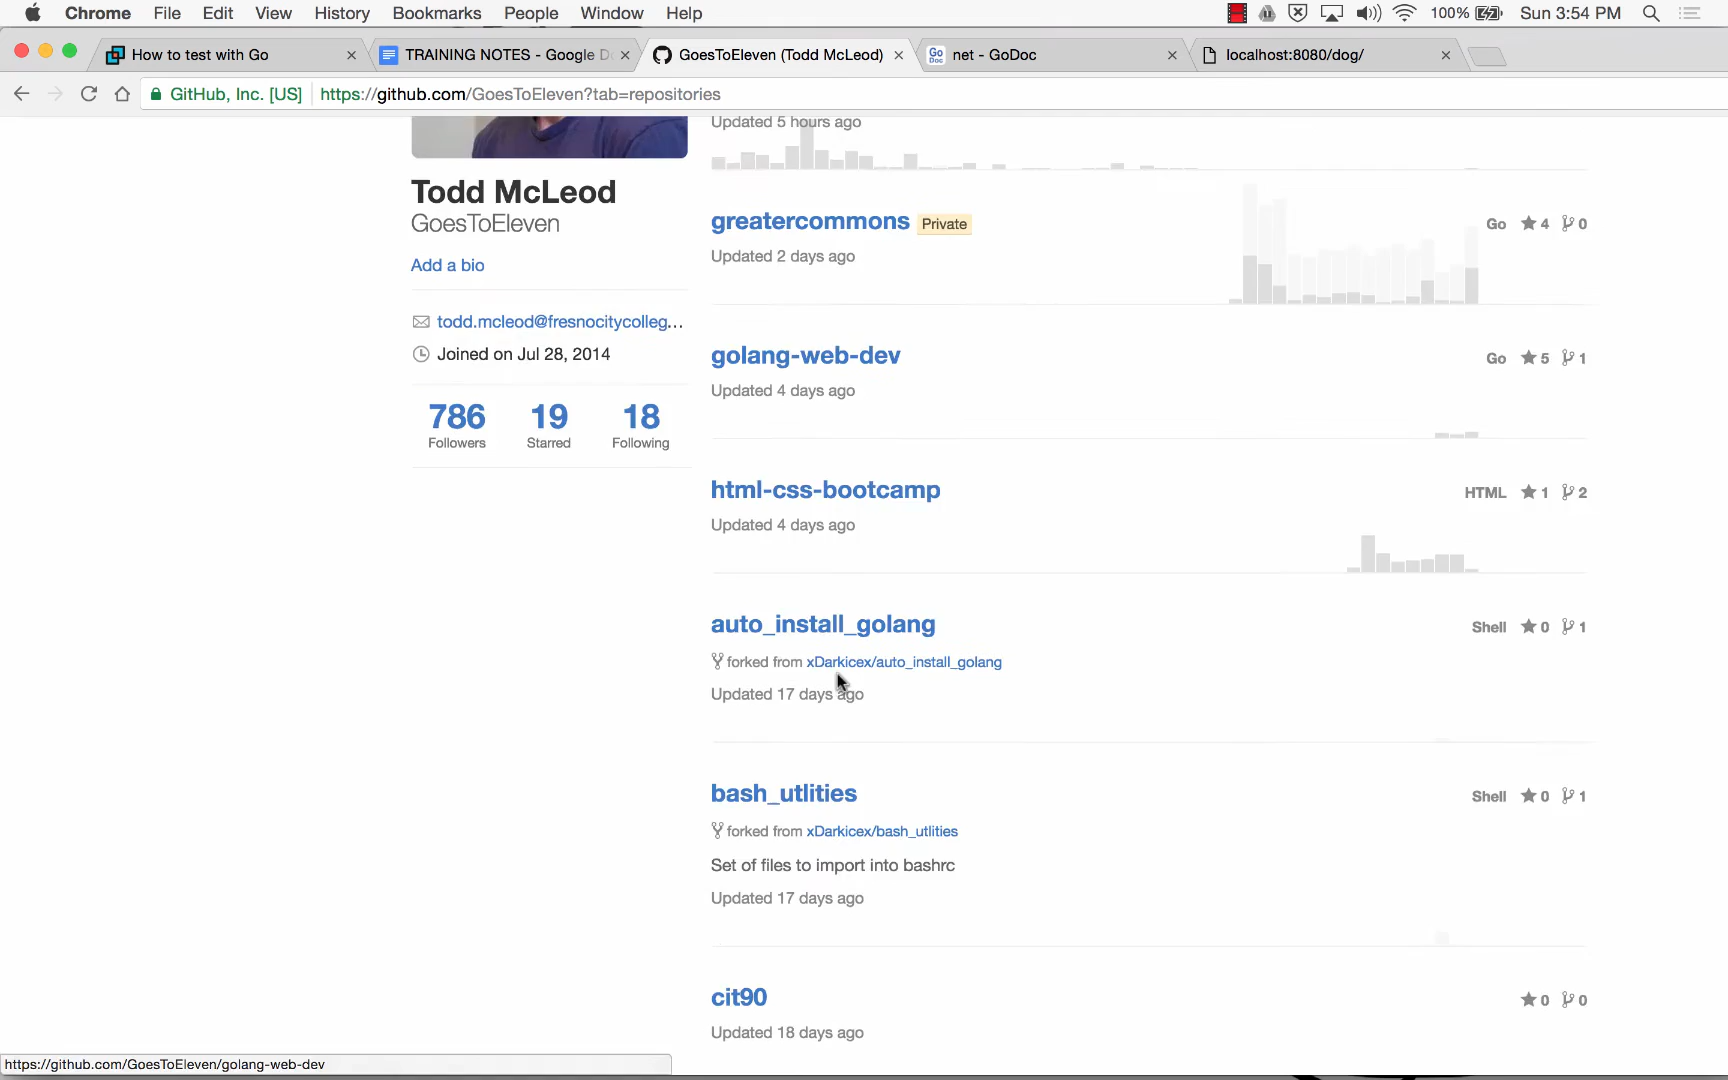 Chrome File Edit View History Bookmarks People Window Help 100% Sun 3:54 PM
How to test with Go TRAINING NOTES - Google D GoesToEleven (Todd McLeod) Go Doc net - GoDoc localhost:8080/dog/
GitHub, Inc. [US] https://github.com/GoesToEleven?tab=repositories
Updated 5 hours ago
Todd McLeod
GoesToEleven
Add a bio
todd.mcleod@fresnocitycolleg...
Joined on Jul 28, 2014
786 19 18
Followers Starred Following
greatercommons Private Go 4 0
Updated 2 days ago
golang-web-dev Go 5 1
Updated 4 days ago
html-css-bootcamp HTML 1 2
Updated 4 days ago
auto_install_golang Shell 0 1
forked from xDarkicex/auto_install_golang
Updated 17 days ago
bash_utlities Shell 0 1
forked from xDarkicex/bash_utlities
Set of files to import into bashrc
Updated 17 days ago
cit90 0 0
Updated 18 days ago
https://github.com/GoesToEleven/golang-web-dev